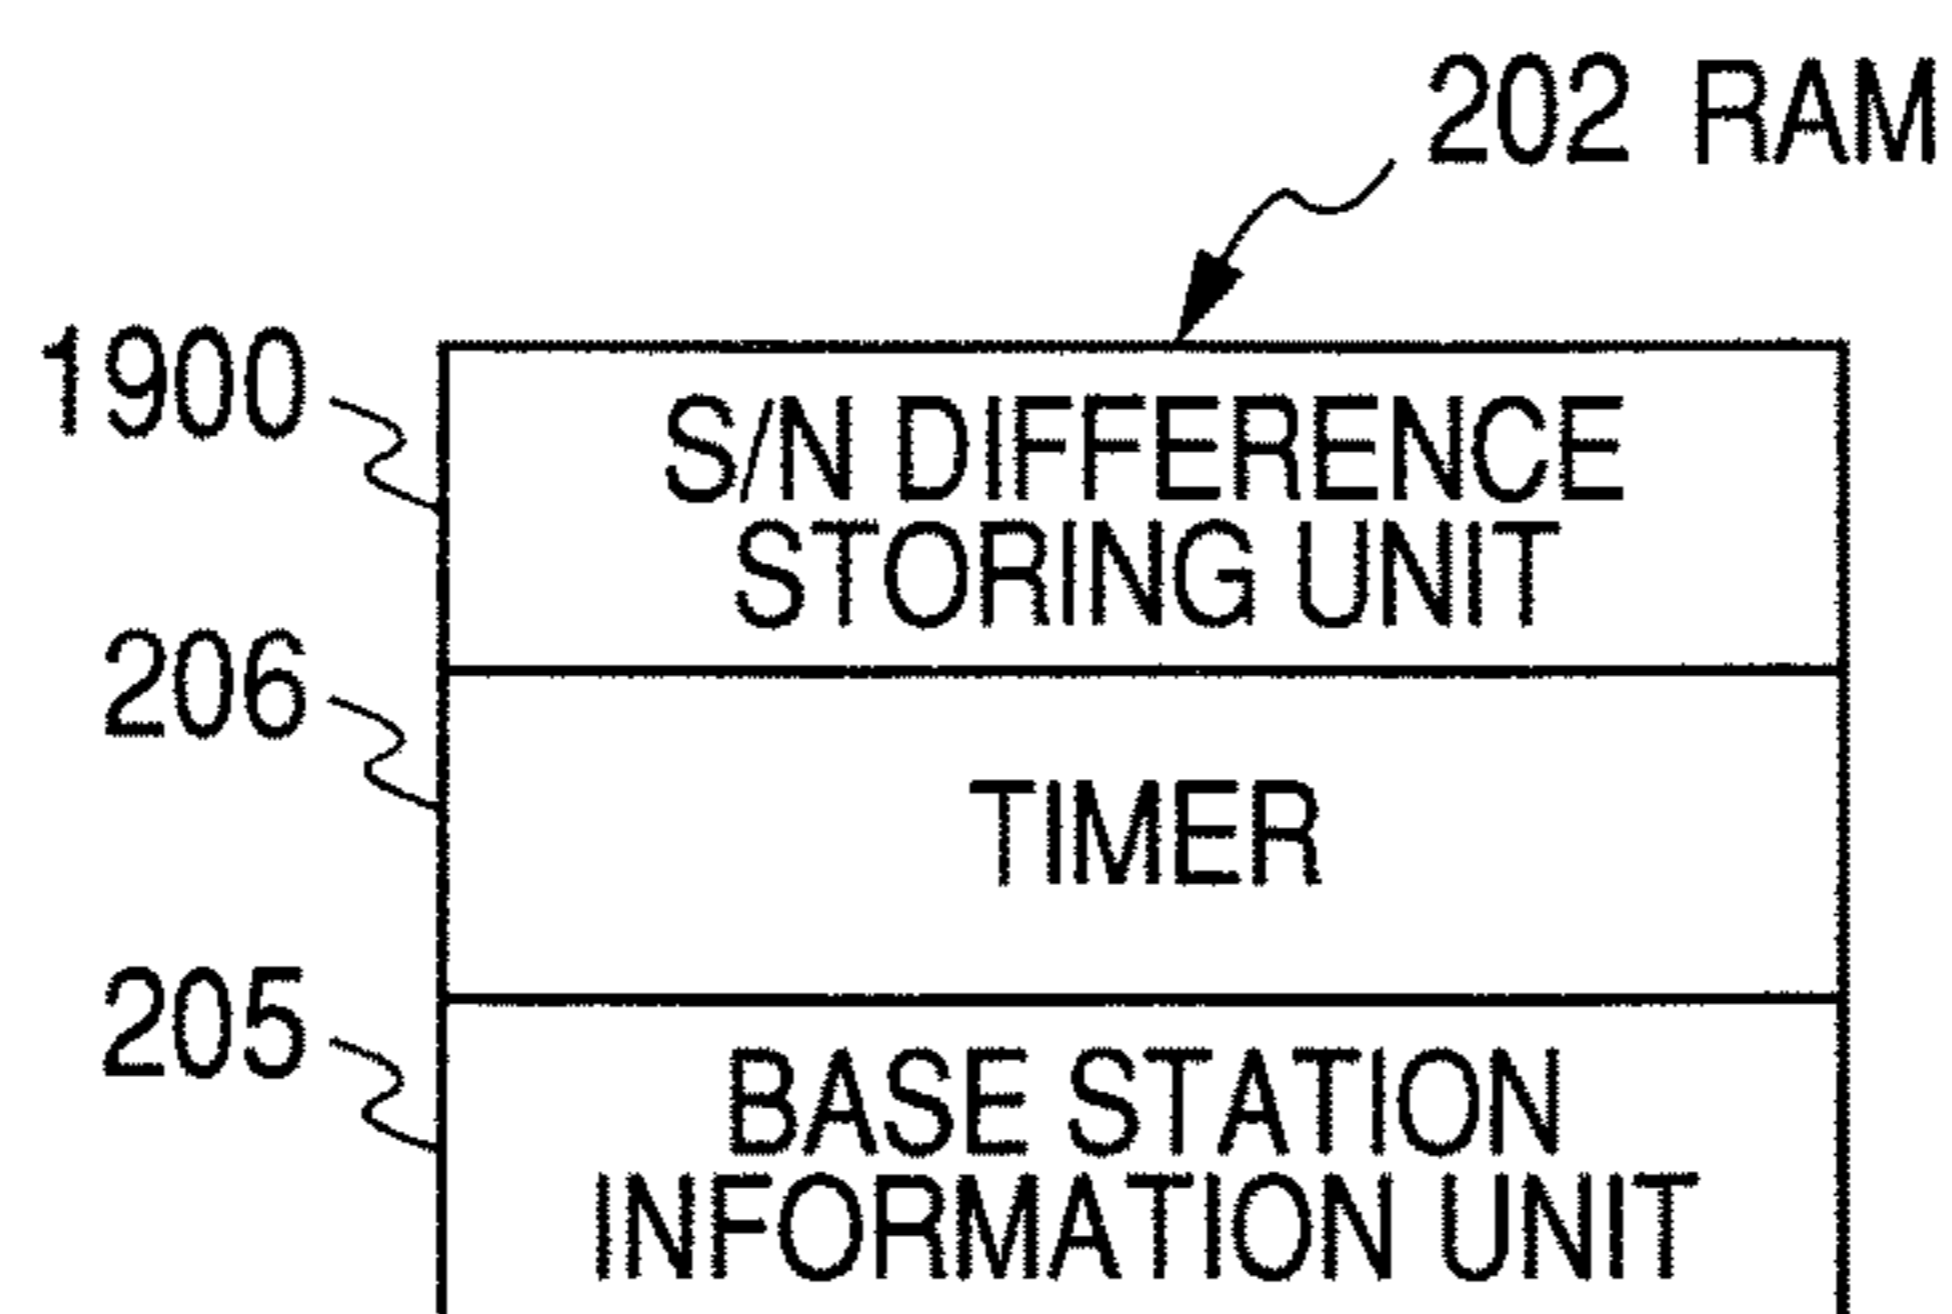 202 RAM
1900
S/N DIFFERENCE
STORING UNIT
206
TIMER
205
BASE STATION
INFORMATION UNIT